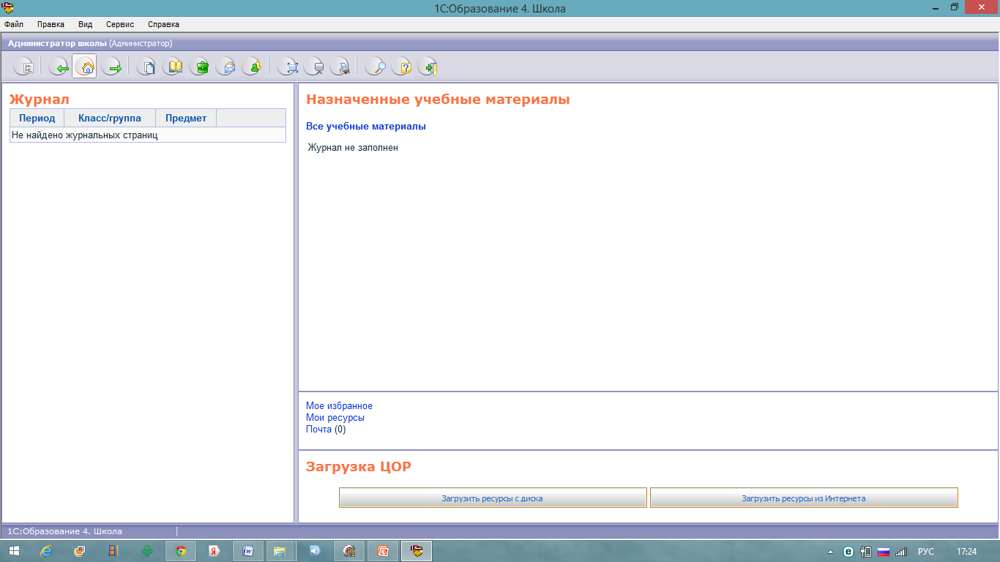 1С:Образование 4. Школа
Файл Правка Вид Сервис Справка
Администратор школы (Администратор)
Журнал
Период Класс/группа Предмет
Не найдено журнальных страниц
Назначенные учебные материалы
Все учебные материалы
Журнал не заполнен
Мое избранное
Мои ресурсы
Почта (0)
Загрузка ЦОР
Загрузить ресурсы с диска Загрузить ресурсы из Интернета
1С:Образование 4. Школа
РУС 17:24